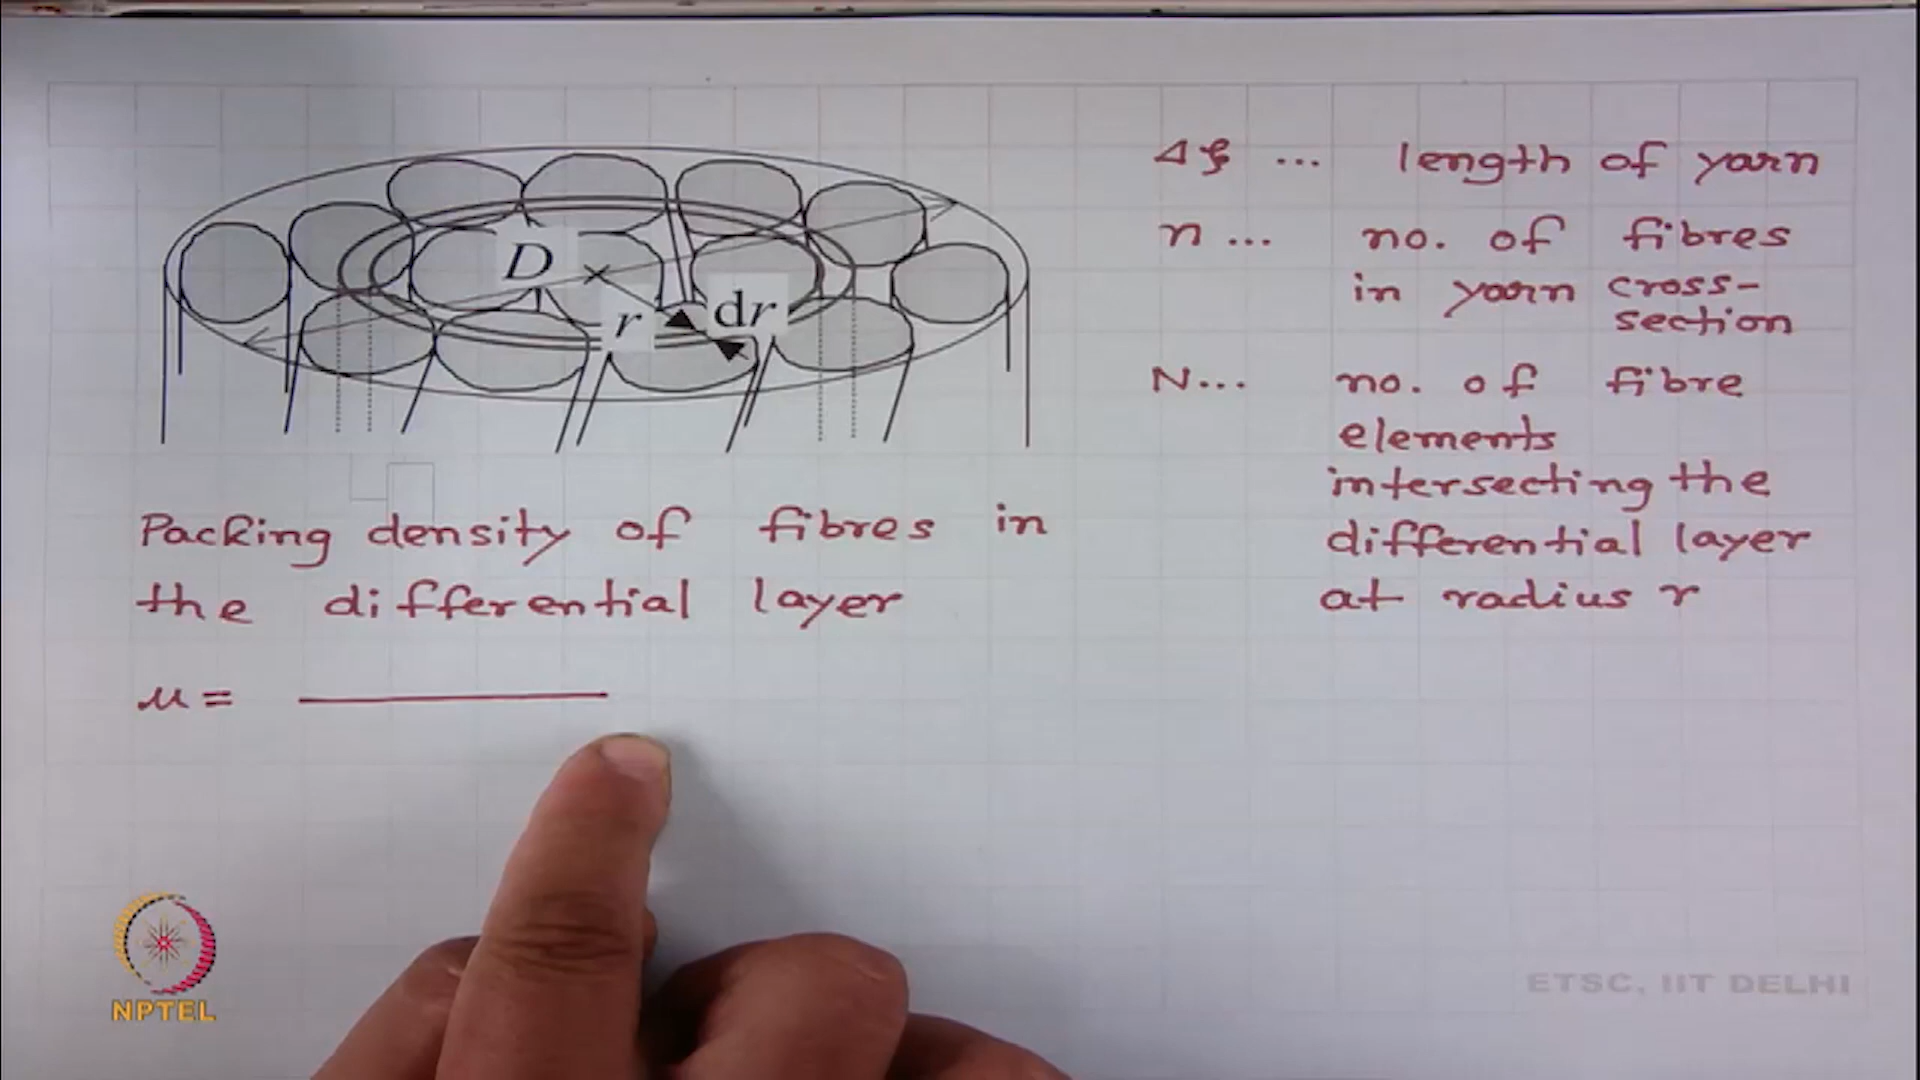 D
r
dr
Packing density of fibres in
the differential layer
μ =
Δξ ... length of yarn
n ... no. of fibres
in yarn cross-
section
N... no. of fibre
elements
intersecting the
differential layer
at radius r
NPTEL
ETSC, IIT DELHI